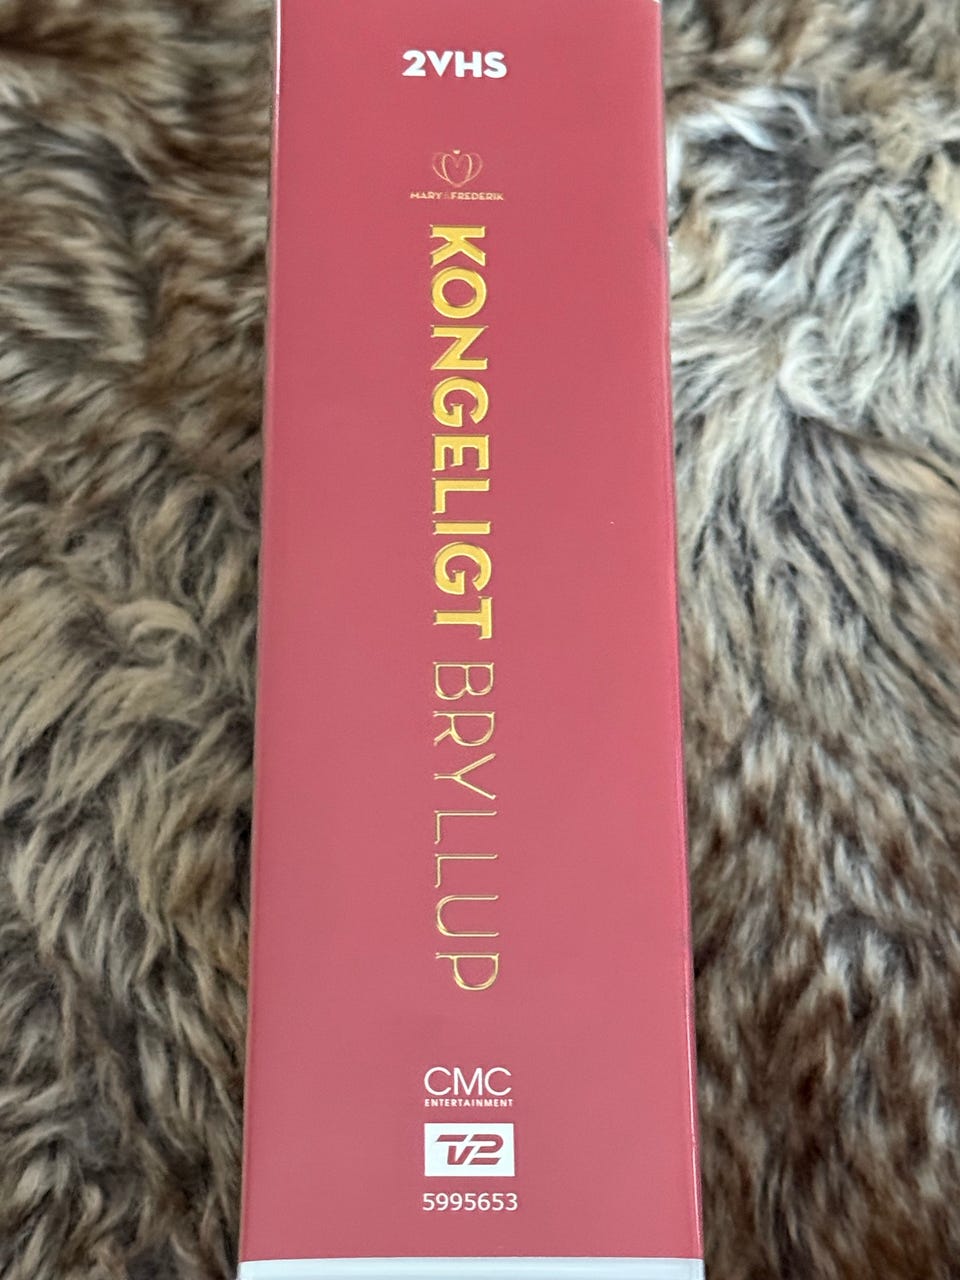 2VHS
MARY & FREDERIK
KONGELIGT BRYLLUP
CMC
ENTERTAINMENT
TV2
5995653